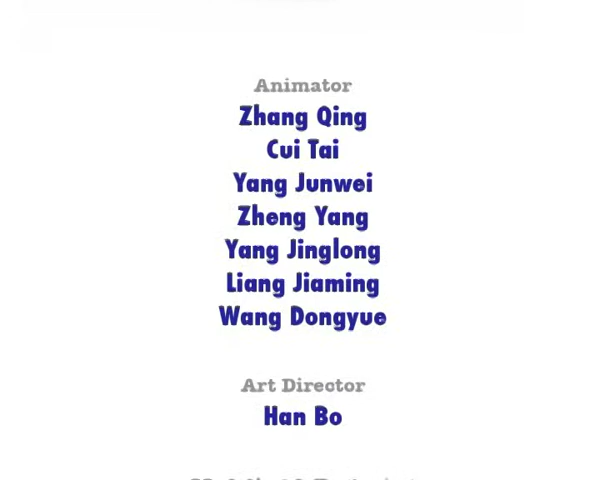 Animator
Zhang Qing
Cui Tai
Yang Junwei
Zheng Yang
Yang Jinglong
Liang Jiaming
Wang Dongyue
Art Director
Han Bo